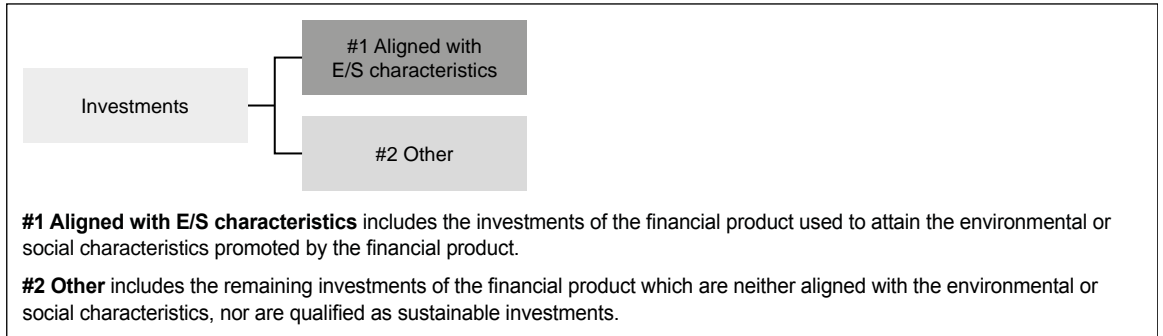 #1 Aligned with
E/S characteristics
Investments
#2 Other
#1 Aligned with E/S characteristics includes the investments of the financial product used to attain the environmental or
social characteristics promoted by the financial product.
#2 Other includes the remaining investments of the financial product which are neither aligned with the environmental or
social characteristics, nor are qualified as sustainable investments.